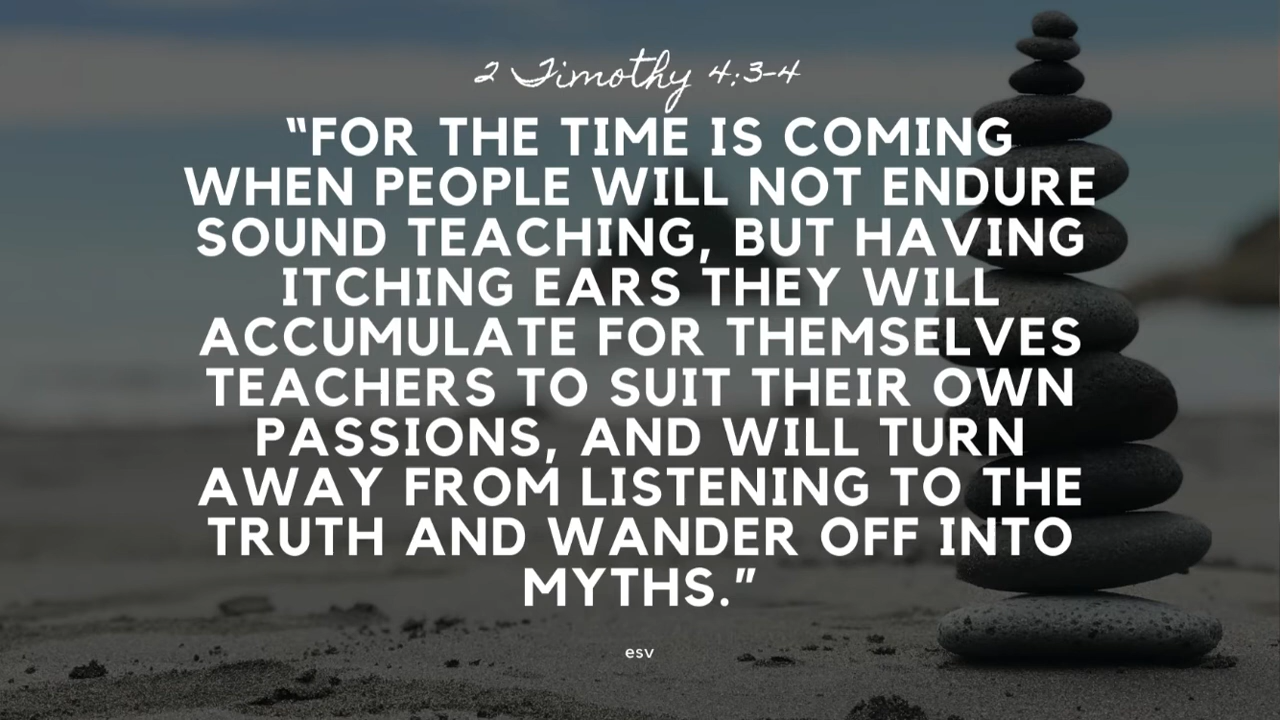 2 Timothy 4:3-4
“FOR THE TIME IS COMING
WHEN PEOPLE WILL NOT ENDURE
SOUND TEACHING, BUT HAVING
ITCHING EARS THEY WILL
ACCUMULATE FOR THEMSELVES
TEACHERS TO SUIT THEIR OWN
PASSIONS, AND WILL TURN
AWAY FROM LISTENING TO THE
TRUTH AND WANDER OFF INTO
MYTHS.”
esv